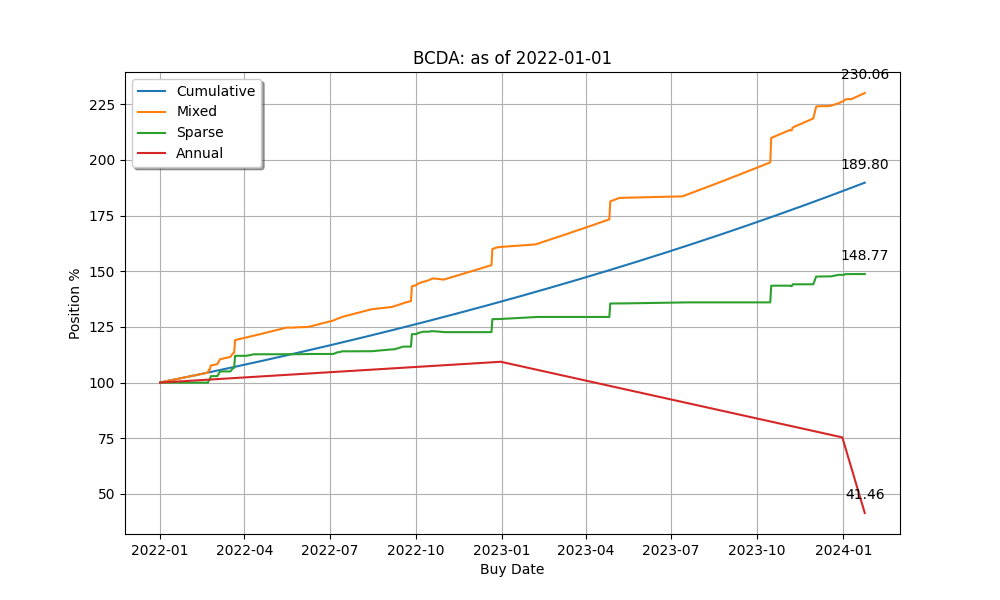 BCDA: as of 2022-01-01
Cumulative
Mixed
Sparse
Annual
230.06
189.80
148.77
41.46
225
200
175
150
125
100
75
50
Position %
2022-01 2022-04 2022-07 2022-10 2023-01 2023-04 2023-07 2023-10 2024-01
Buy Date